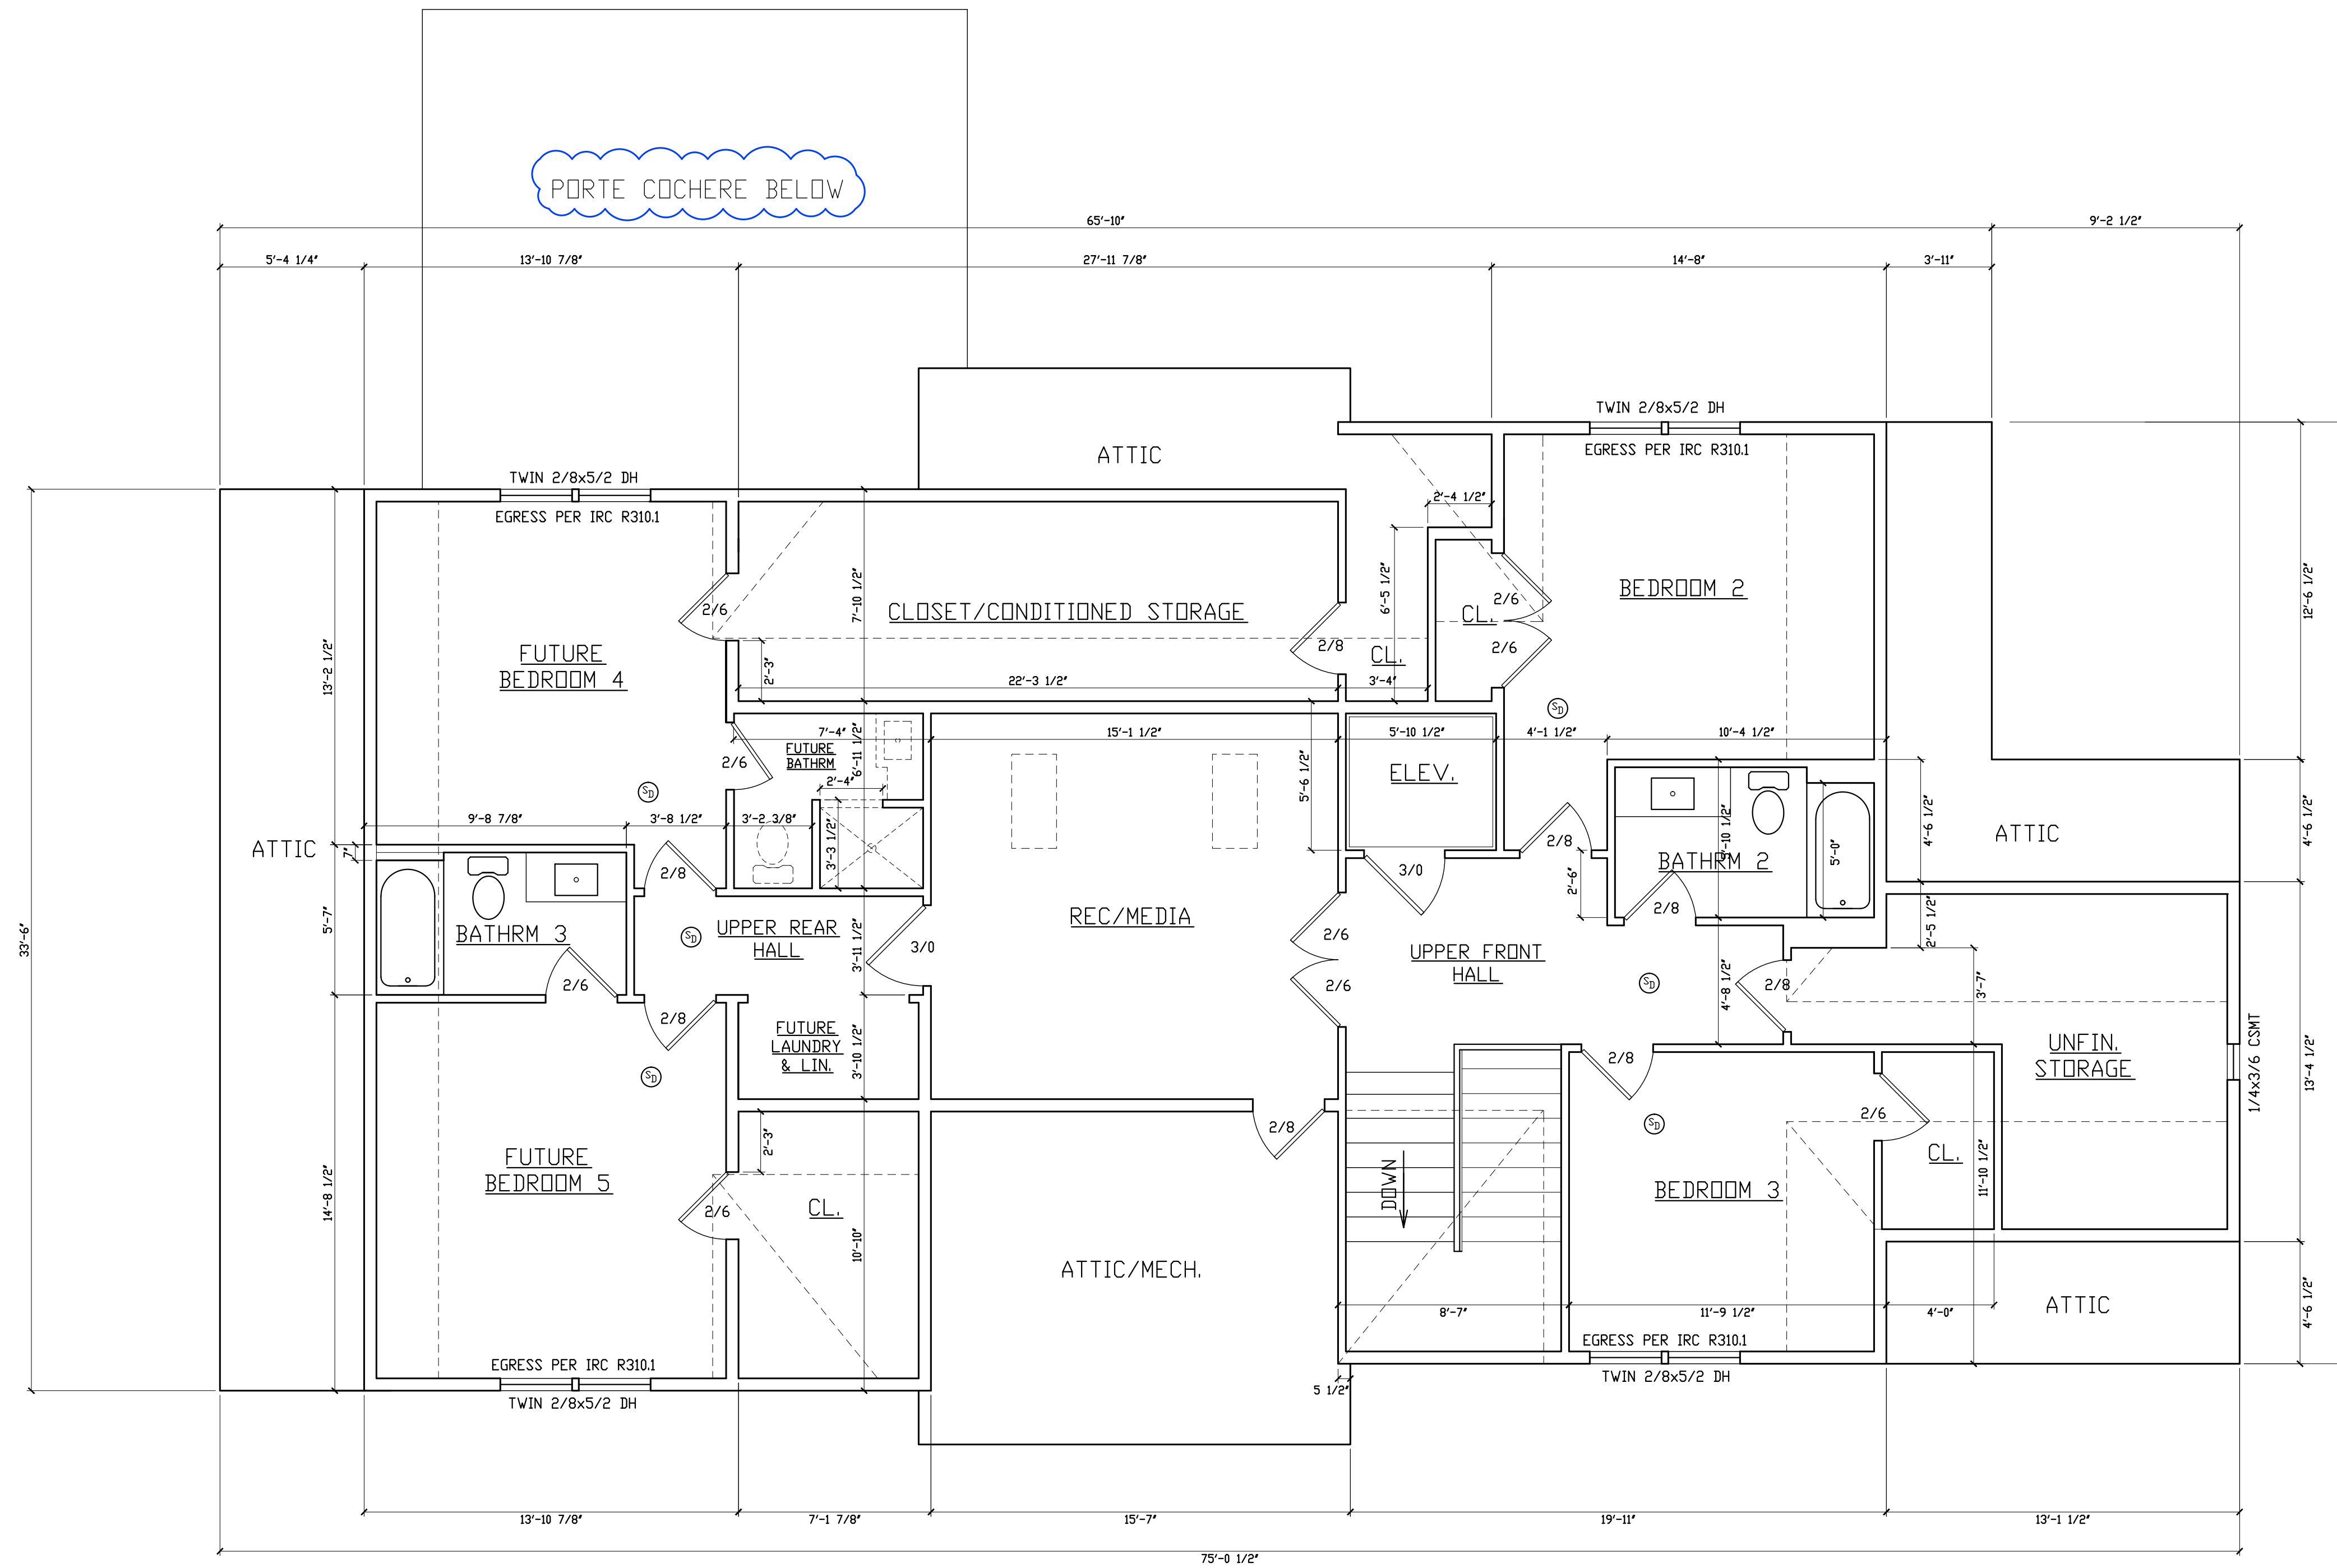 PORTE COCHERE BELOW
65'-10"
9'-2 1/2"
5'-4 1/4"
13'-10 7/8"
27'-11 7/8"
14'-8"
3'-11"
TWIN 2/8x5/2 DH
EGRESS PER IRC R310.1
ATTIC
TWIN 2/8x5/2 DH
EGRESS PER IRC R310.1
2'-4 1/2"
12'-6 1/2"
7'-10 1/2"
6'-5 1/2"
BEDROOM 2
2/6
2/6
CLOSET/CONDITIONED STORAGE
CL.
2/6
2/8
CL.
13'-2 1/2"
FUTURE
BEDROOM 4
2'-3"
22'-3 1/2"
3'-4"
SD
7'-4"
15'-1 1/2"
5'-10 1/2"
4'-1 1/2"
10'-4 1/2"
FUTURE
BATHRM
6'-11 1/2"
2/6
2'-4"
5'-6 1/2"
ELEV.
SD
9'-8 7/8"
3'-8 1/2"
3'-2 3/8"
3'-3 1/2"
2/8
5'-10 1/2"
5'-0"
4'-6 1/2"
ATTIC
4'-6 1/2"
ATTIC
7"
2/8
3/0
BATHRM 2
2'-6"
2/8
33'-6"
5'-7"
BATHRM 3
SD
UPPER REAR
HALL
3/0
3'-11 1/2"
REC/MEDIA
2/6
2'-5 1/2"
UPPER FRONT
HALL
2/6
2/8
2/6
SD
4'-8 1/2"
2/8
3'-7"
FUTURE
LAUNDRY
& LIN.
3'-10 1/2"
SD
2/8
UNFIN.
STORAGE
1/4x3/6 CSMT
13'-4 1/2"
2/8
SD
2/6
2'-3"
CL.
FUTURE
BEDROOM 5
14'-8 1/2"
DOWN
BEDROOM 3
11'-10 1/2"
2/6
CL.
10'-10"
ATTIC/MECH.
8'-7"
11'-9 1/2"
4'-0"
ATTIC
4'-6 1/2"
EGRESS PER IRC R310.1
TWIN 2/8x5/2 DH
EGRESS PER IRC R310.1
TWIN 2/8x5/2 DH
5 1/2"
13'-10 7/8"
7'-1 7/8"
15'-7"
19'-11"
13'-1 1/2"
75'-0 1/2"